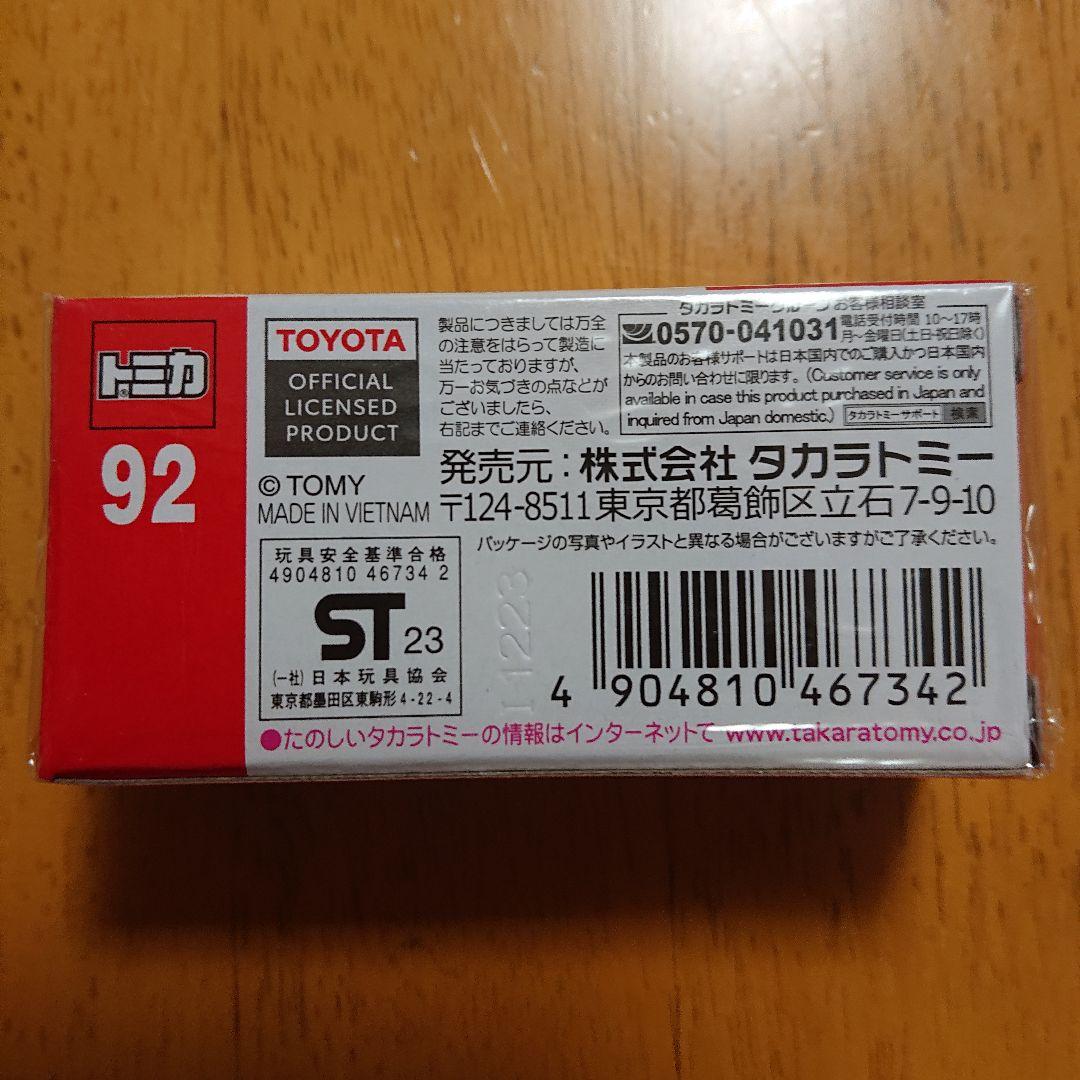 トミカ
92
TOYOTA
OFFICIAL
LICENSED
PRODUCT
© TOMY
MADE IN VIETNAM
製品につきましては万全
の注意をはらって製造に
当たっておりますが、
万一お気づきの点などが
ございましたら、
右記までご連絡ください。
タカラトミーグループ お客様相談室
0570-041031
電話受付時間 10〜17時
月〜金曜日(土日・祝日除く)
本製品のお客様サポートは日本国内でのご購入かつ日本国内
からのお問い合わせに限ります。(Customer service is only
available in case this product purchased in Japan and
inquired from Japan domestic.) タカラトミーサポート 検索
発売元:株式会社 タカラトミー
〒124-8511 東京都葛飾区立石7-9-10
パッケージの写真やイラストと異なる場合がございますがご了承ください。
玩具安全基準合格
4904810 46734 2
ST 23
(一社)日本玩具協会
東京都墨田区東駒形4-22-4
11223
4 904810 467342
●たのしいタカラトミーの情報はインターネットで www.takaratomy.co.jp